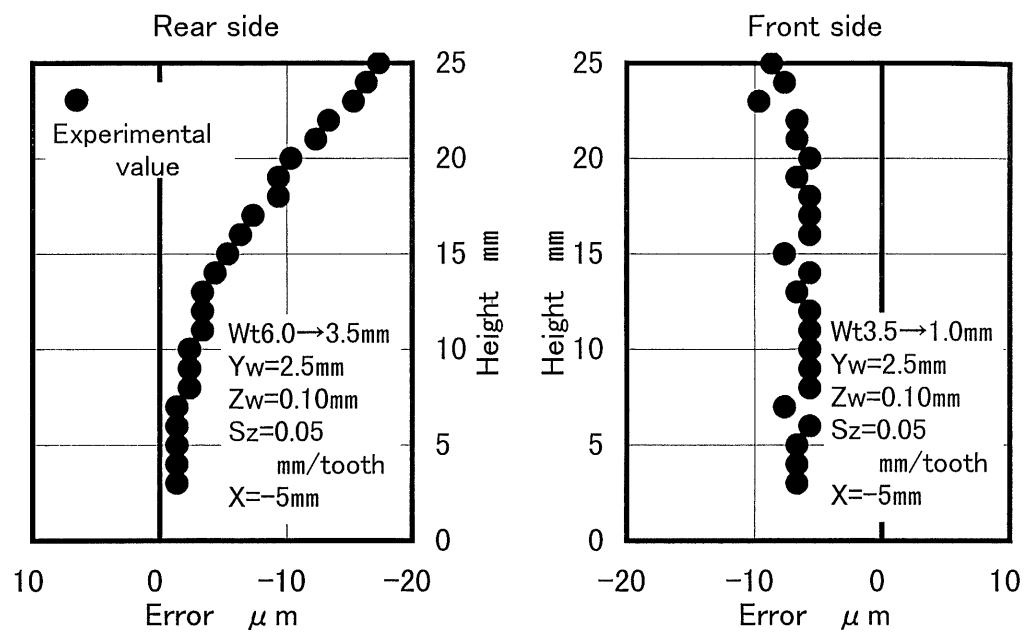 Rear side
Experimental
value
Wt6.0→3.5mm
Yw=2.5mm
Zw=0.10mm
Sz=0.05
mm/tooth
X=-5mm
25
20
15
10
5
0
Height mm
10 0 -10 -20
Error μm
Front side
25
20
15
10
5
0
Height mm
Wt3.5→1.0mm
Yw=2.5mm
Zw=0.10mm
Sz=0.05
mm/tooth
X=-5mm
-20 -10 0 10
Error μm